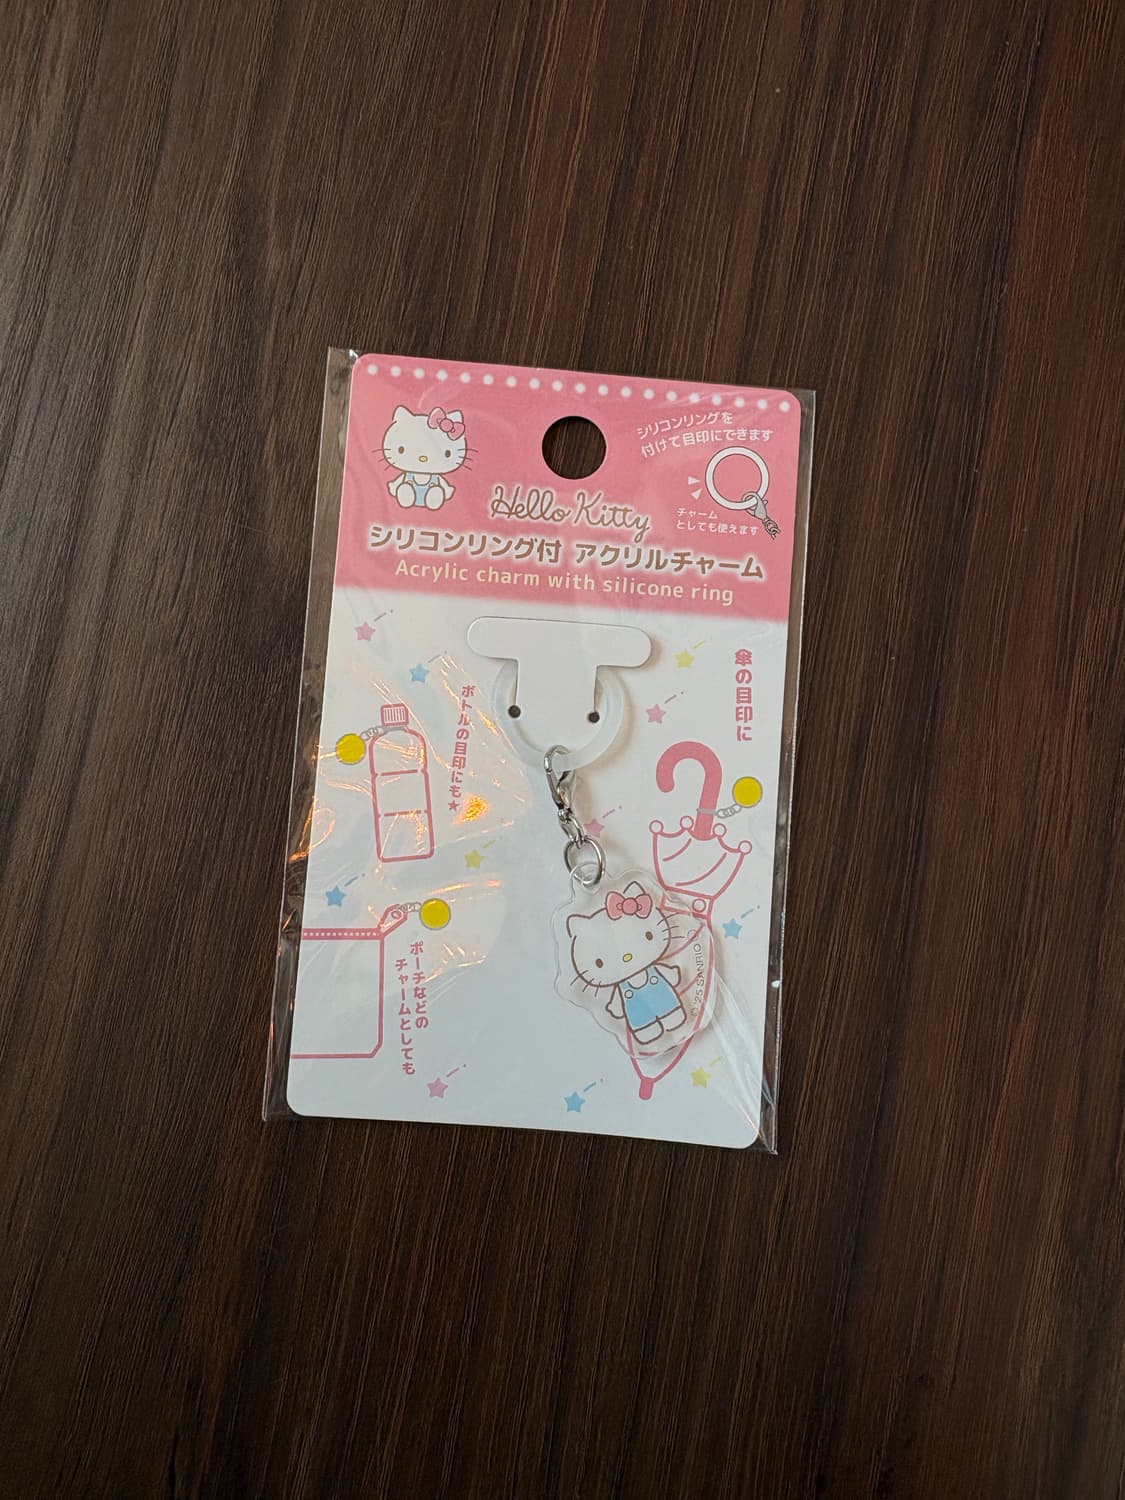 シリコンリングを
付けて目印にできます
チャーム
としても使えます
Hello Kitty
シリコンリング付 アクリルチャーム
Acrylic charm with silicone ring
傘の目印に
ボトルの目印にも★
ポーチなどの
チャームとしても
© '25 SANRIO